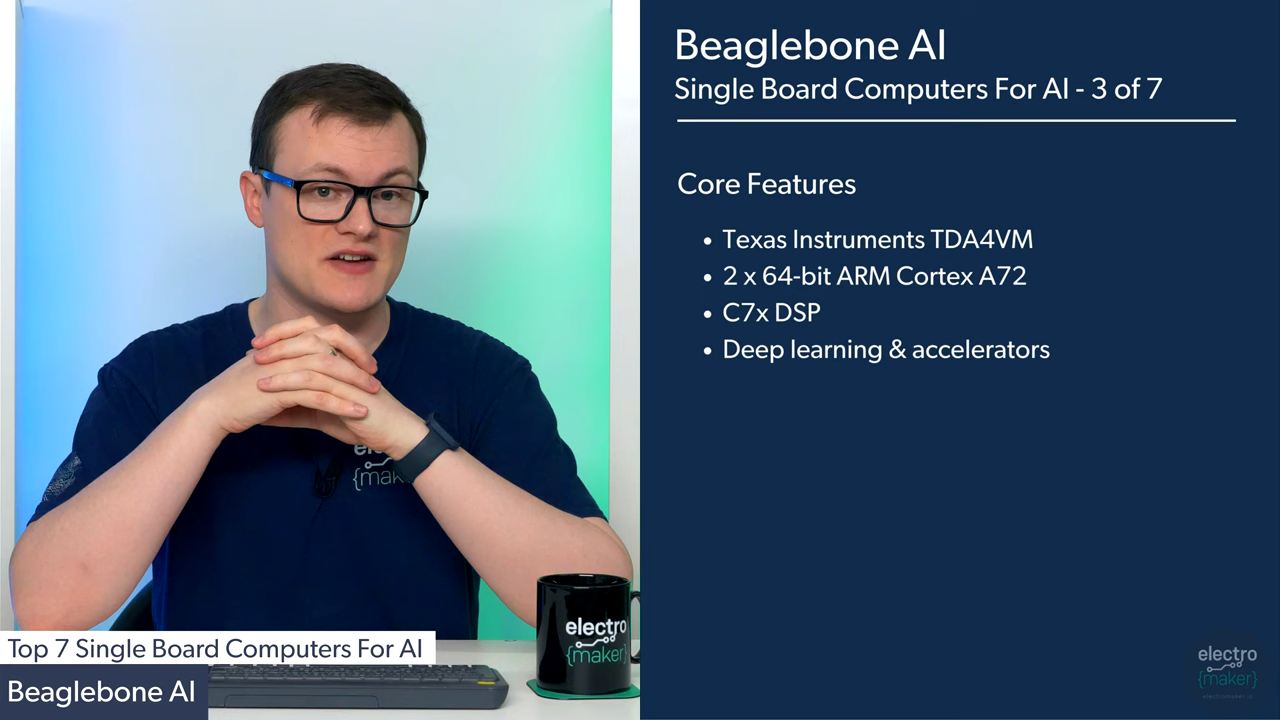 Beaglebone AI
Single Board Computers For AI - 3 of 7
Core Features
• Texas Instruments TDA4VM
• 2 x 64-bit ARM Cortex A72
• C7x DSP
• Deep learning & accelerators
electro
{maker}
Top 7 Single Board Computers For AI
Beaglebone AI
electro
{maker}